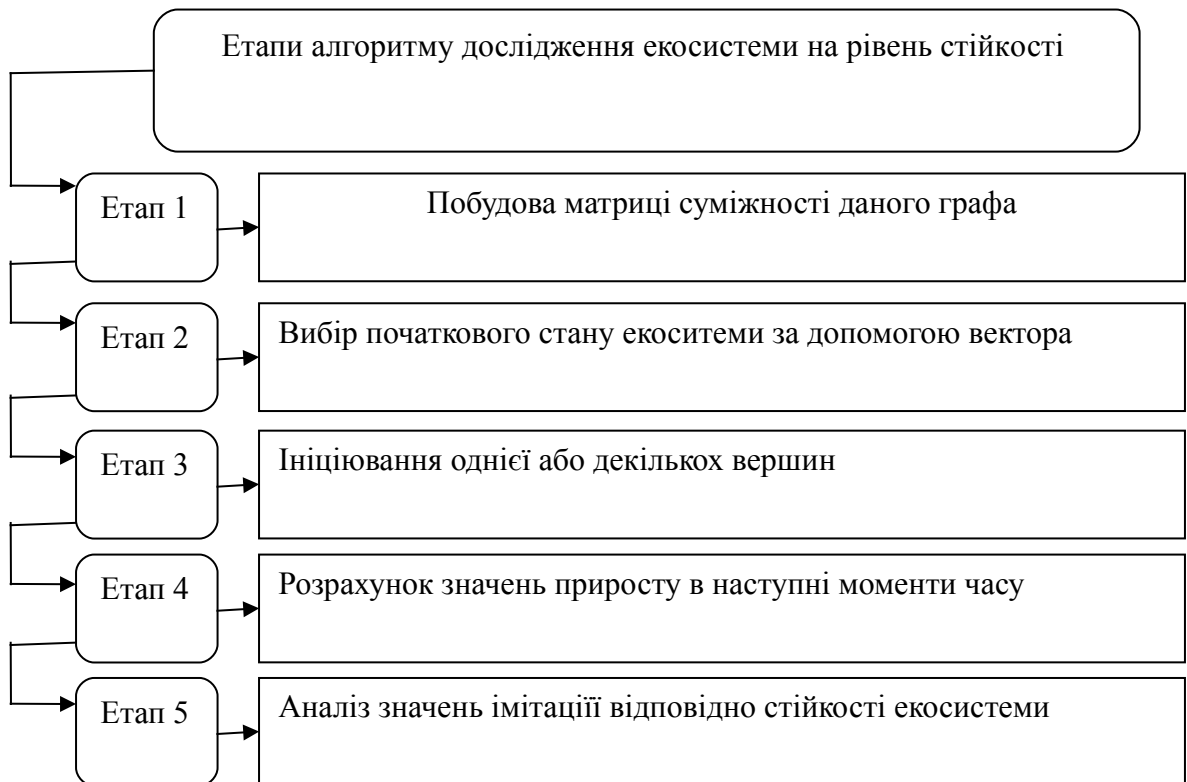 Етапи алгоритму дослідження екосистеми на рівень стійкості
Етап 1
Побудова матриці суміжності даного графа
Етап 2
Вибір початкового стану екоситеми за допомогою вектора
Етап 3
Ініціювання однієї або декількох вершин
Етап 4
Розрахунок значень приросту в наступні моменти часу
Етап 5
Аналіз значень імітаціїї відповідно стійкості екосистеми